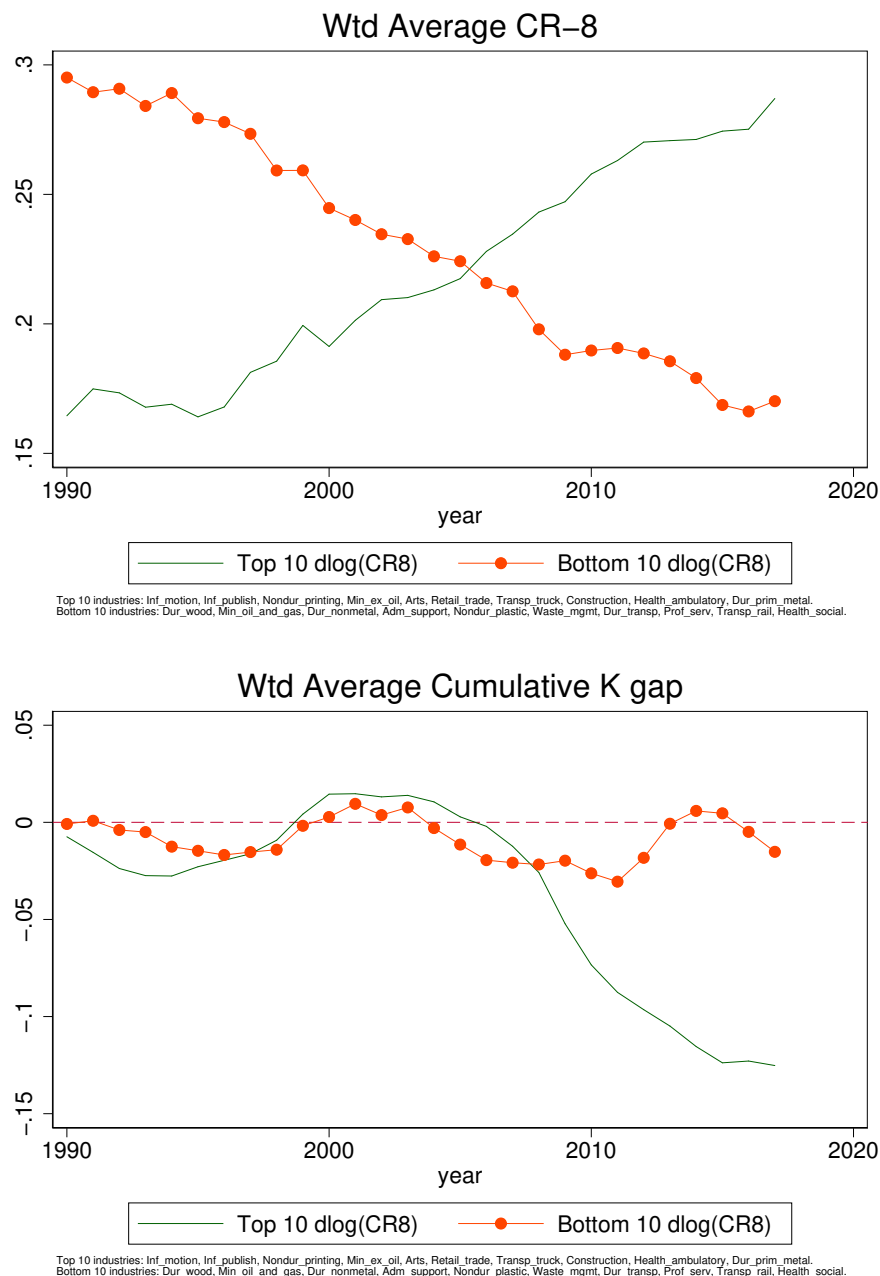 Wtd Average CR−8
.3
.25
.2
.15
1990 2000 2010 2020
year
Top 10 dlog(CR8) Bottom 10 dlog(CR8)
Top 10 industries: Inf_motion, Inf_publish, Nondur_printing, Min_ex_oil, Arts, Retail_trade, Transp_truck, Construction, Health_ambulatory, Dur_prim_metal.
Bottom 10 industries: Dur_wood, Min_oil_and_gas, Dur_nonmetal, Adm_support, Nondur_plastic, Waste_mgmt, Dur_transp, Prof_serv, Transp_rail, Health_social.
Wtd Average Cumulative K gap
.05
0
−.05
−.1
−.15
1990 2000 2010 2020
year
Top 10 dlog(CR8) Bottom 10 dlog(CR8)
Top 10 industries: Inf_motion, Inf_publish, Nondur_printing, Min_ex_oil, Arts, Retail_trade, Transp_truck, Construction, Health_ambulatory, Dur_prim_metal.
Bottom 10 industries: Dur_wood, Min_oil_and_gas, Dur_nonmetal, Adm_support, Nondur_plastic, Waste_mgmt, Dur_transp, Prof_serv, Transp_rail, Health_social.